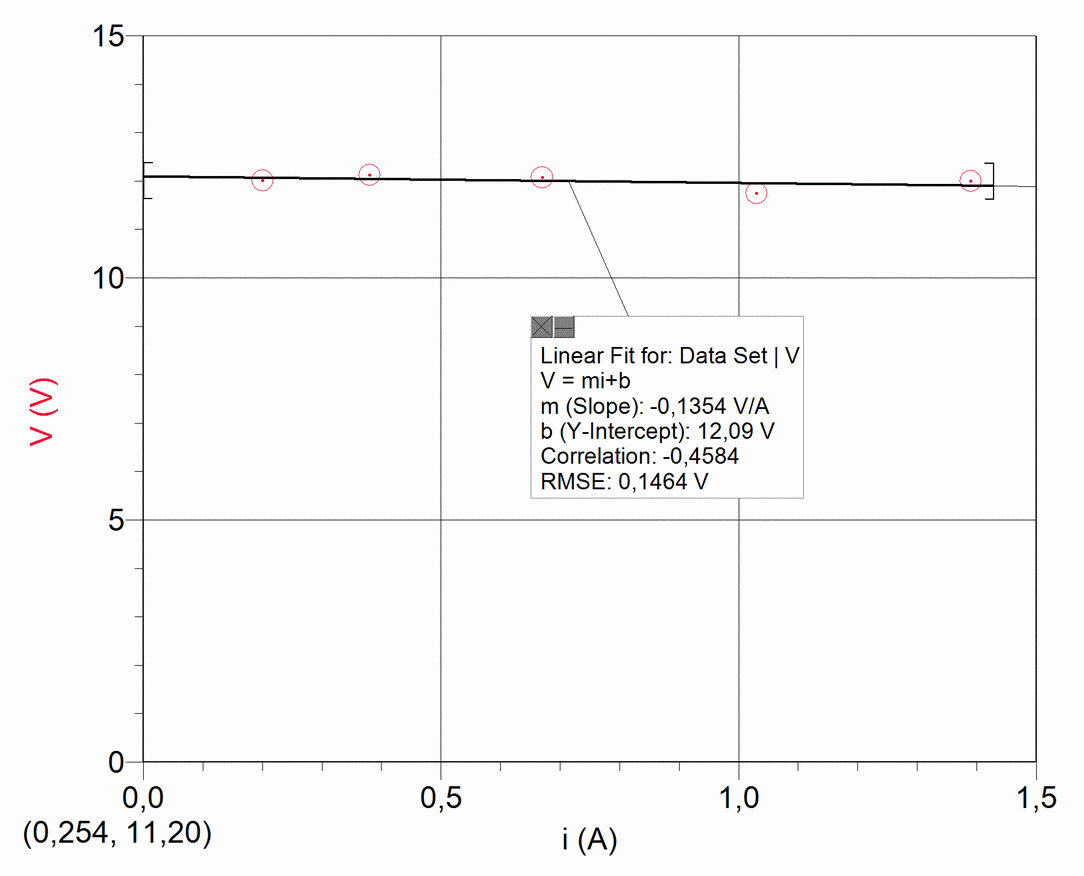 15
10
5
0
V (V)
Linear Fit for: Data Set | V
V = mi+b
m (Slope): -0,1354 V/A
b (Y-Intercept): 12,09 V
Correlation: -0,4584
RMSE: 0,1464 V
0,0 0,5 1,0 1,5
(0,254, 11,20)
i (A)